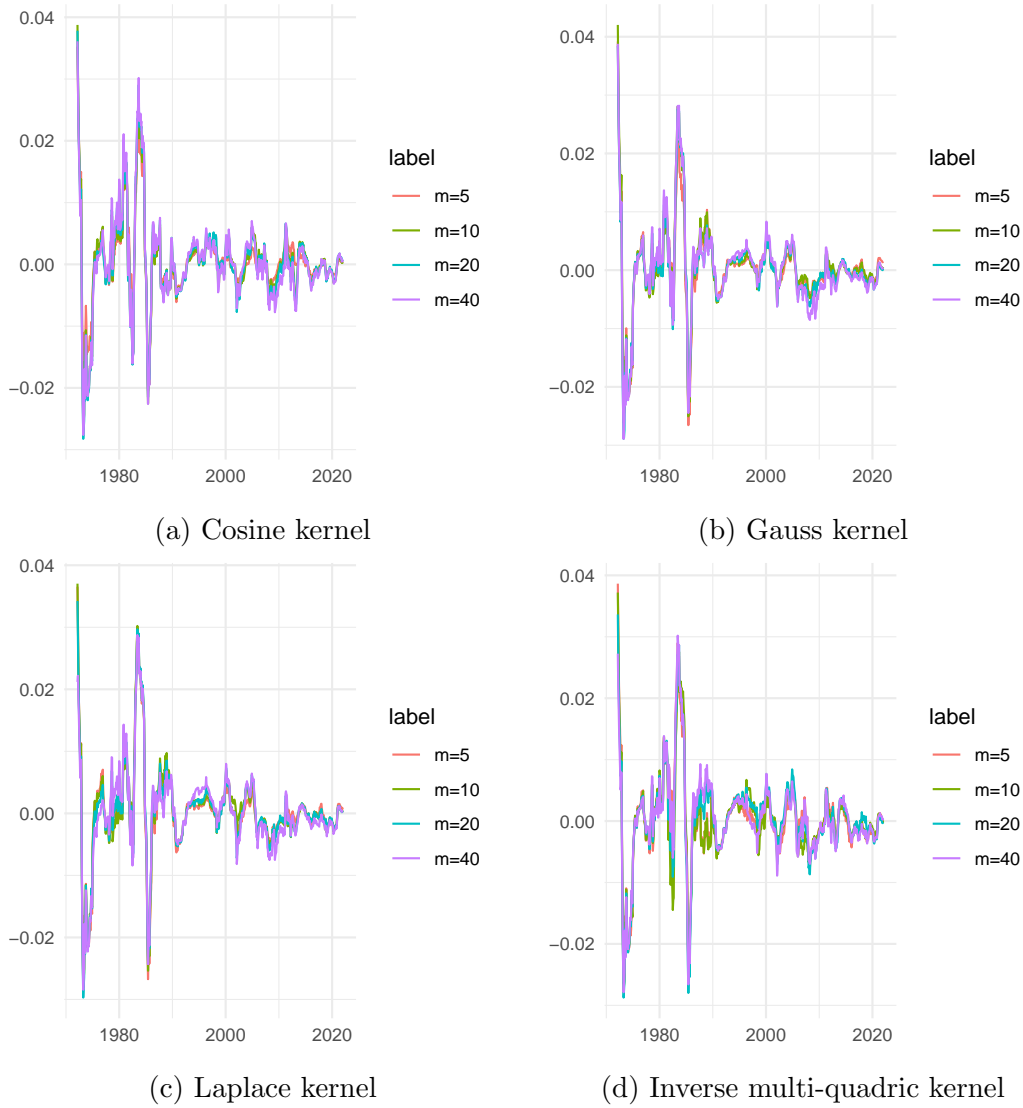 0.04
0.02
0.00
−0.02
1980
2000
2020
label
m=5
m=10
m=20
m=40
(a) Cosine kernel
0.04
0.02
0.00
−0.02
1980
2000
2020
label
m=5
m=10
m=20
m=40
(b) Gauss kernel
0.04
0.02
0.00
−0.02
1980
2000
2020
label
m=5
m=10
m=20
m=40
(c) Laplace kernel
0.04
0.02
0.00
−0.02
1980
2000
2020
label
m=5
m=10
m=20
m=40
(d) Inverse multi-quadric kernel